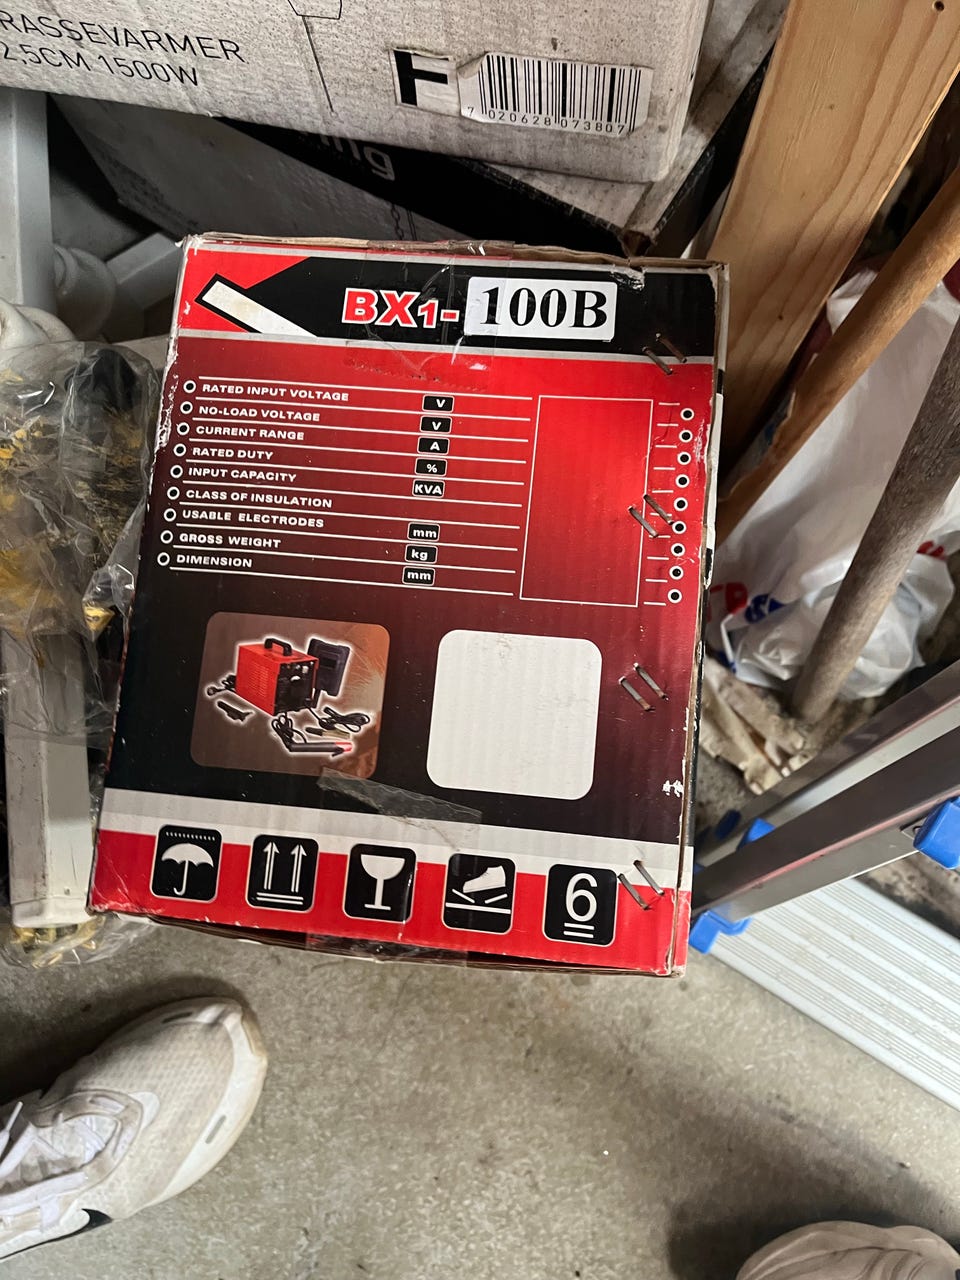 RASSEVARMER
2,5CM 1500W
F
7 020628 073807
ng
BX1-100B
RATED INPUT VOLTAGE V
NO-LOAD VOLTAGE V
CURRENT RANGE A
RATED DUTY %
INPUT CAPACITY KVA
CLASS OF INSULATION
USABLE ELECTRODES mm
GROSS WEIGHT kg
DIMENSION mm
6